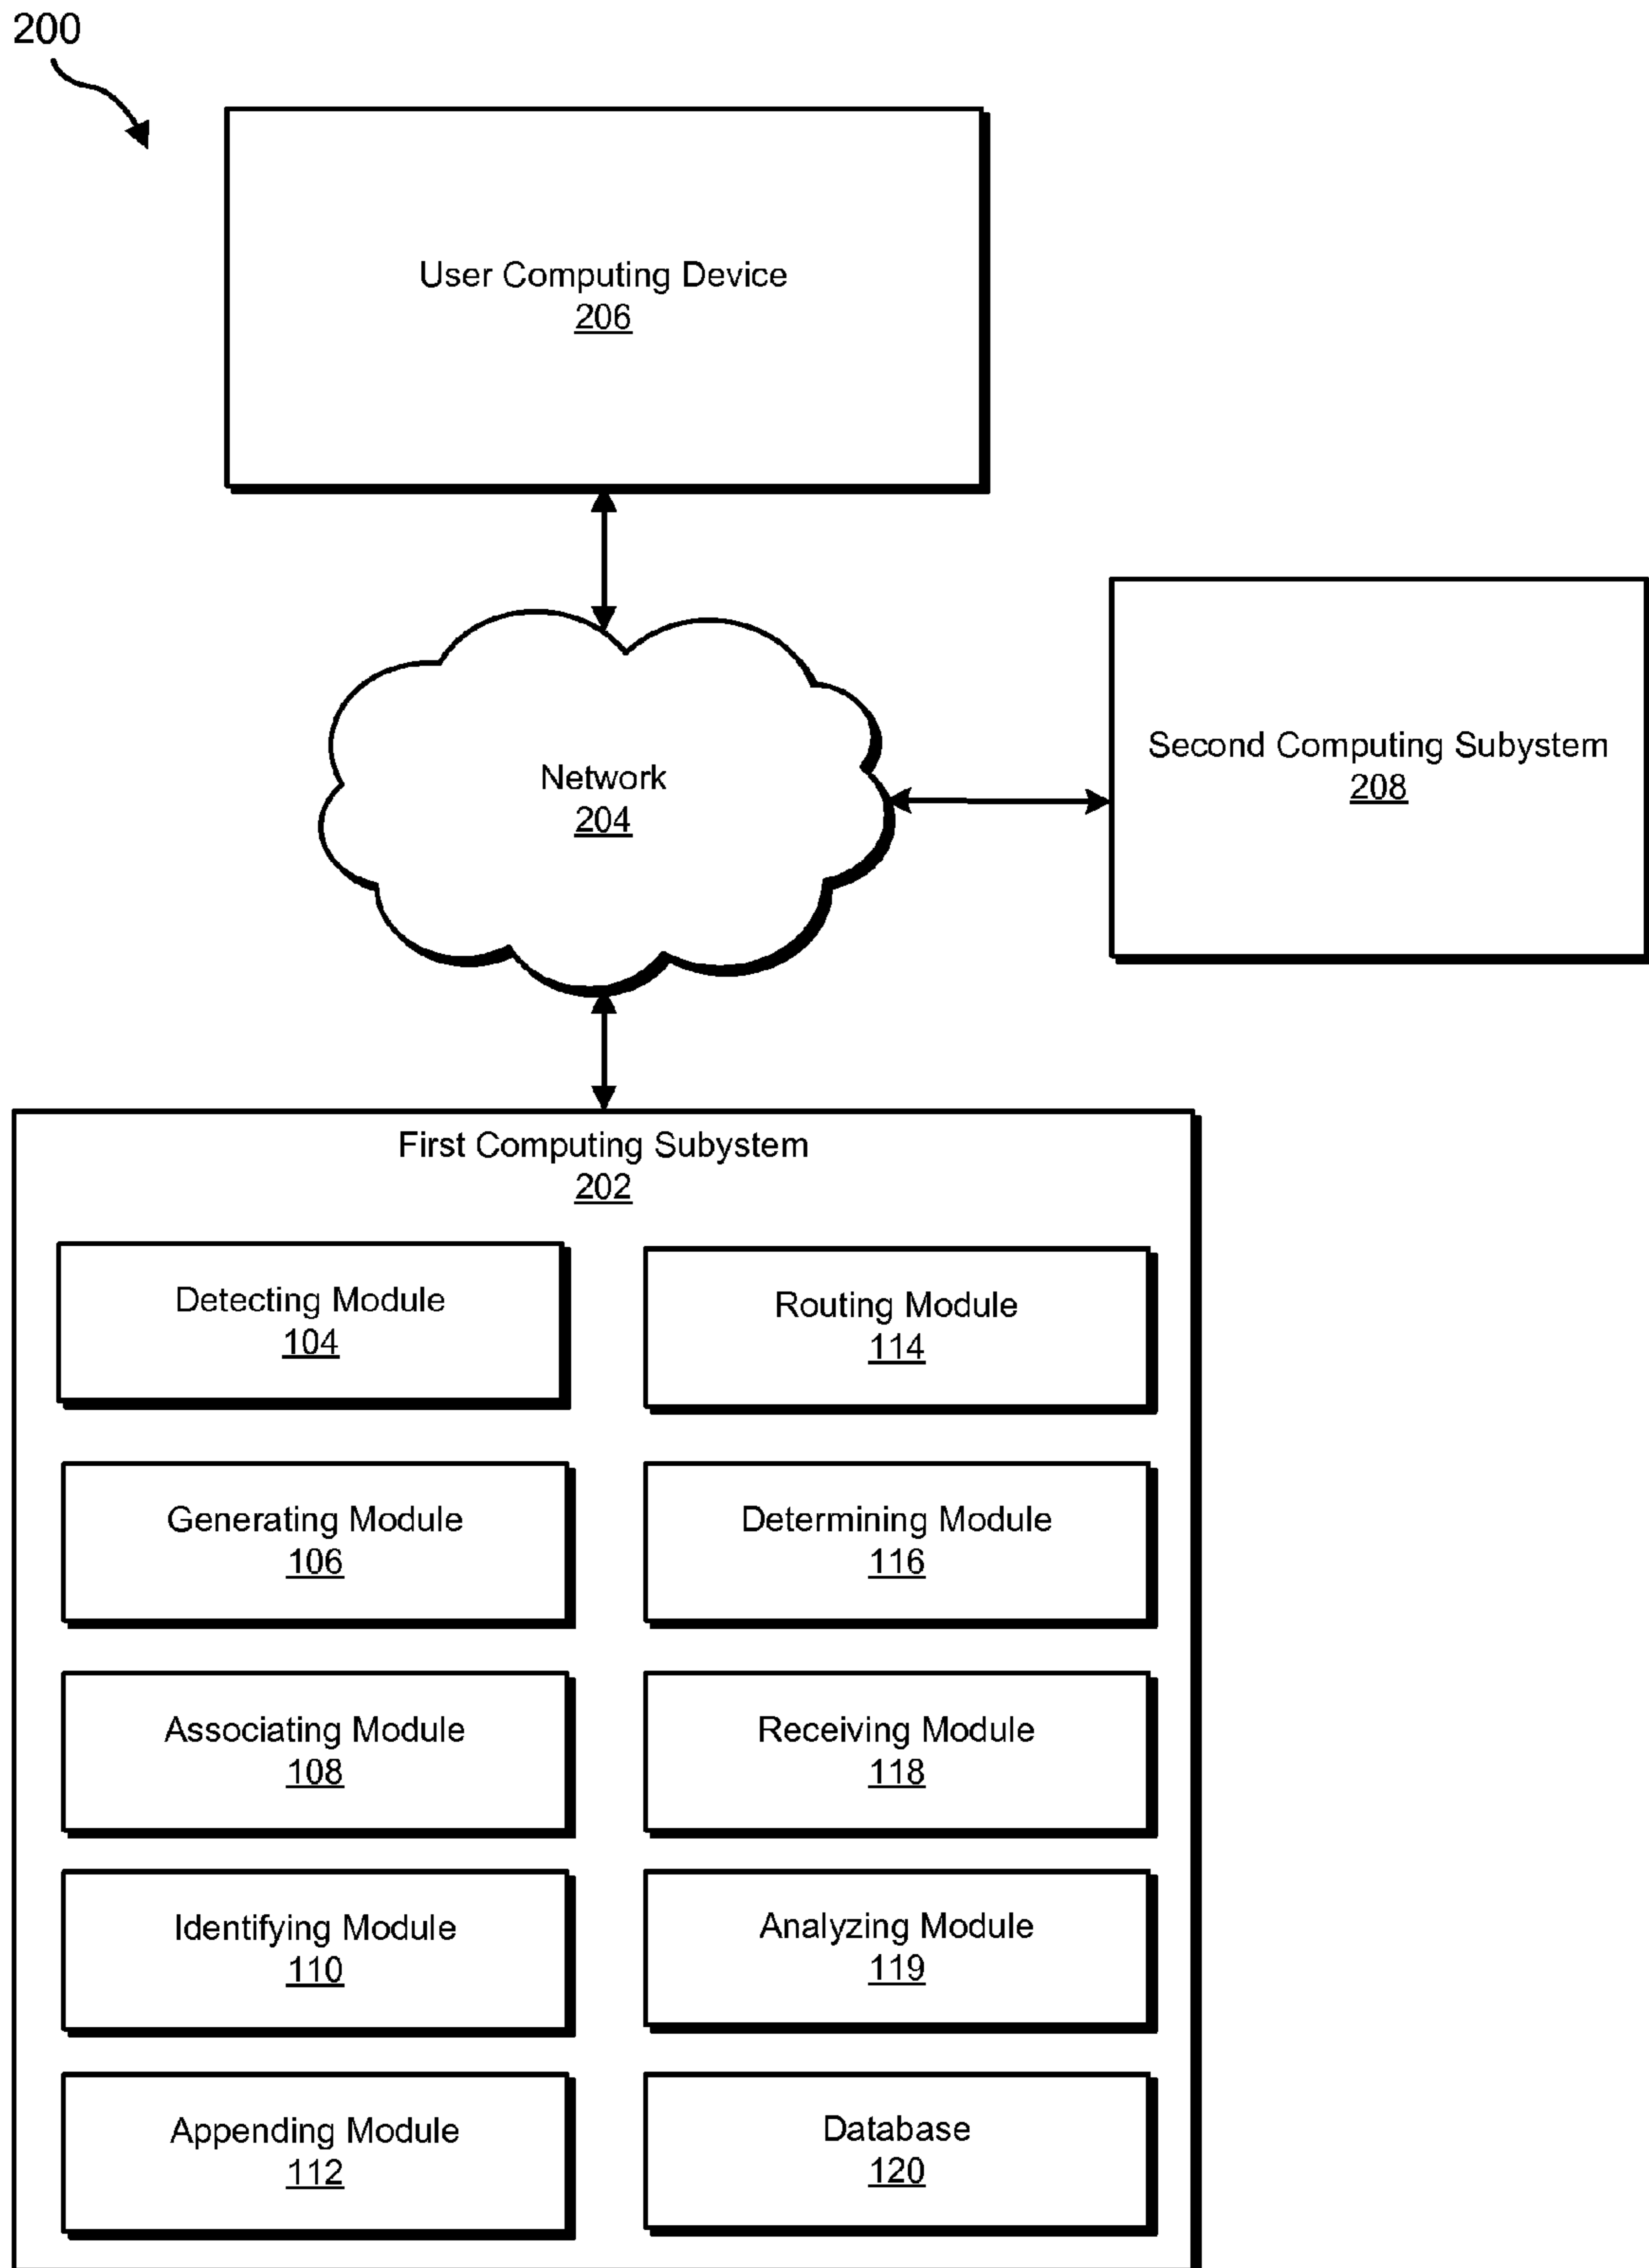 200
User Computing Device
206
Network
204
Second Computing Subystem
208
First Computing Subystem
202
Detecting Module
104
Routing Module
114
Generating Module
106
Determining Module
116
Associating Module
108
Receiving Module
118
Identifying Module
110
Analyzing Module
119
Appending Module
112
Database
120